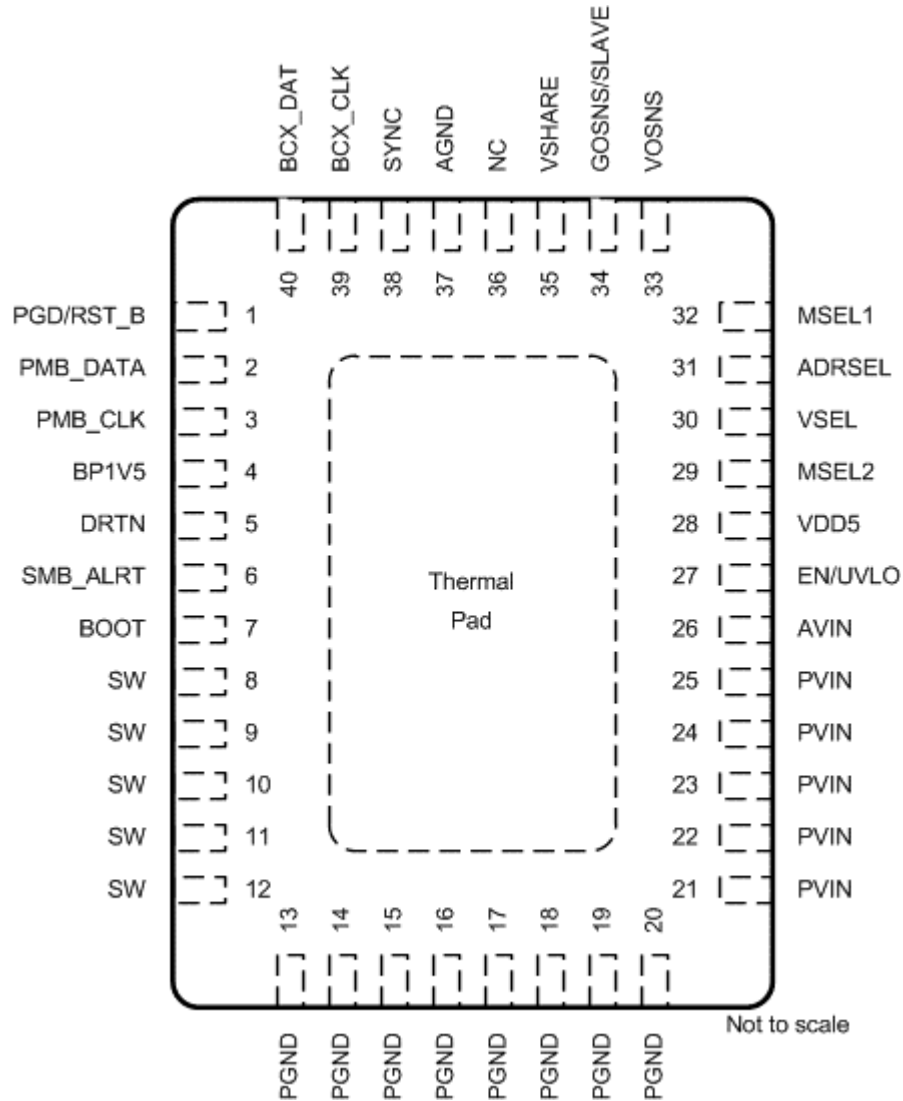 BCX_DAT
BCX_CLK
SYNC
AGND
NC
VSHARE
GOSNS/SLAVE
VOSNS
40
39
38
37
36
35
34
33
PGD/RST_B 1
32 MSEL1
PMB_DATA 2
31 ADRSEL
PMB_CLK 3
30 VSEL
BP1V5 4
29 MSEL2
DRTN 5
28 VDD5
SMB_ALRT 6
27 EN/UVLO
BOOT 7
26 AVIN
SW 8
25 PVIN
SW 9
24 PVIN
SW 10
23 PVIN
SW 11
22 PVIN
SW 12
21 PVIN
Thermal
Pad
13
14
15
16
17
18
19
20
PGND
PGND
PGND
PGND
PGND
PGND
PGND
PGND
Not to scale